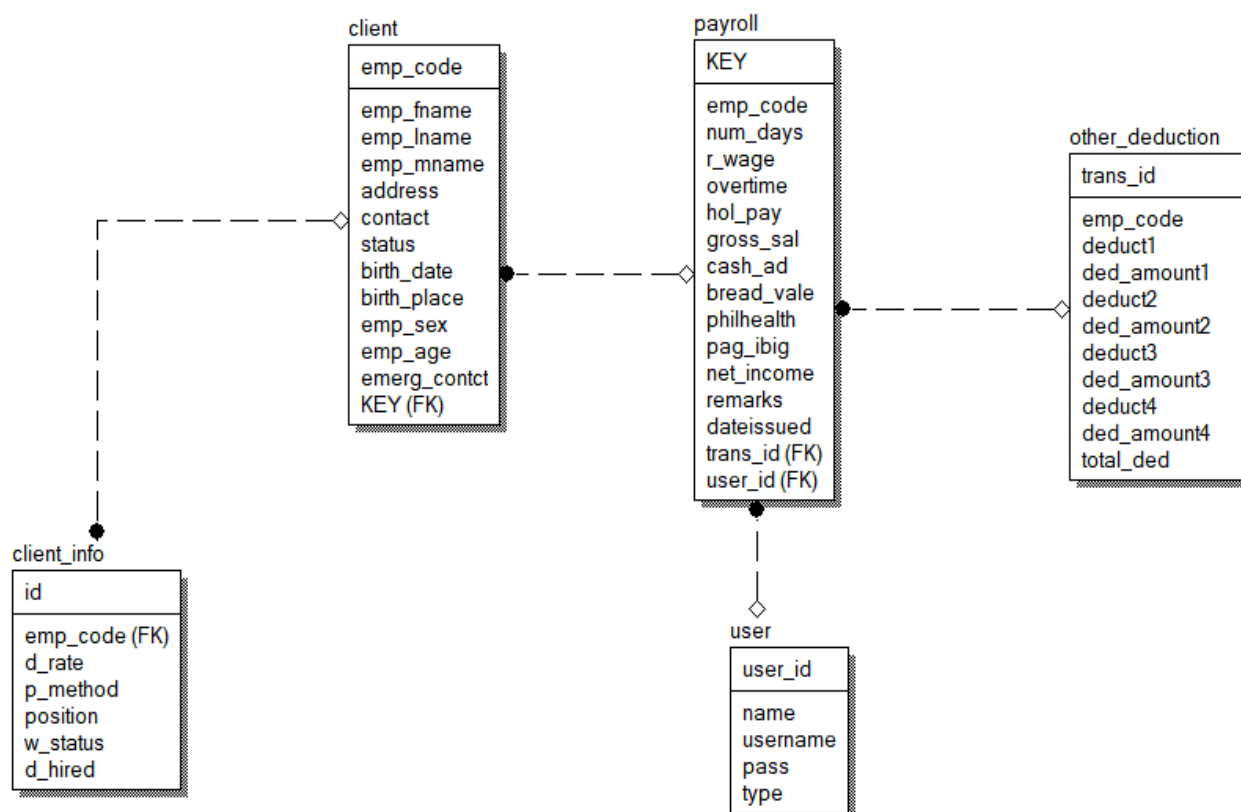 client
emp_code
emp_fname
emp_lname
emp_mname
address
contact
status
birth_date
birth_place
emp_sex
emp_age
emerg_contct
KEY (FK)
payroll
KEY
emp_code
num_days
r_wage
overtime
hol_pay
gross_sal
cash_ad
bread_vale
philhealth
pag_ibig
net_income
remarks
dateissued
trans_id (FK)
user_id (FK)
other_deduction
trans_id
emp_code
deduct1
ded_amount1
deduct2
ded_amount2
deduct3
ded_amount3
deduct4
ded_amount4
total_ded
client_info
id
emp_code (FK)
d_rate
p_method
position
w_status
d_hired
user
user_id
name
username
pass
type